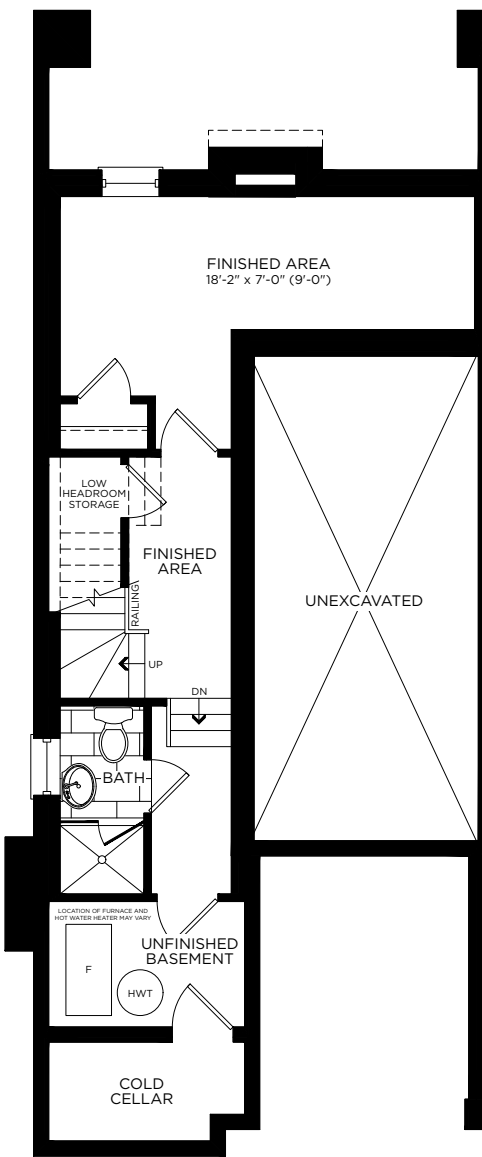 FINISHED AREA
18'-2" x 7'-0" (9'-0")
LOW
HEADROOM
STORAGE
FINISHED
AREA
RAILING
UNEXCAVATED
UP
DN
BATH
LOCATION OF FURNACE AND
HOT WATER HEATER MAY VARY
UNFINISHED
BASEMENT
F
HWT
COLD
CELLAR